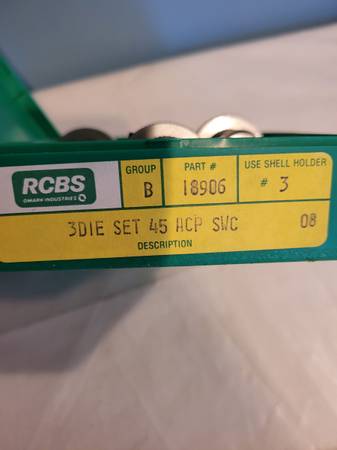 RCBS
OMARK INDUSTRIES
GROUP
B
PART #
18906
USE SHELL HOLDER
# 3
3DIE SET 45 ACP SWC 08
DESCRIPTION